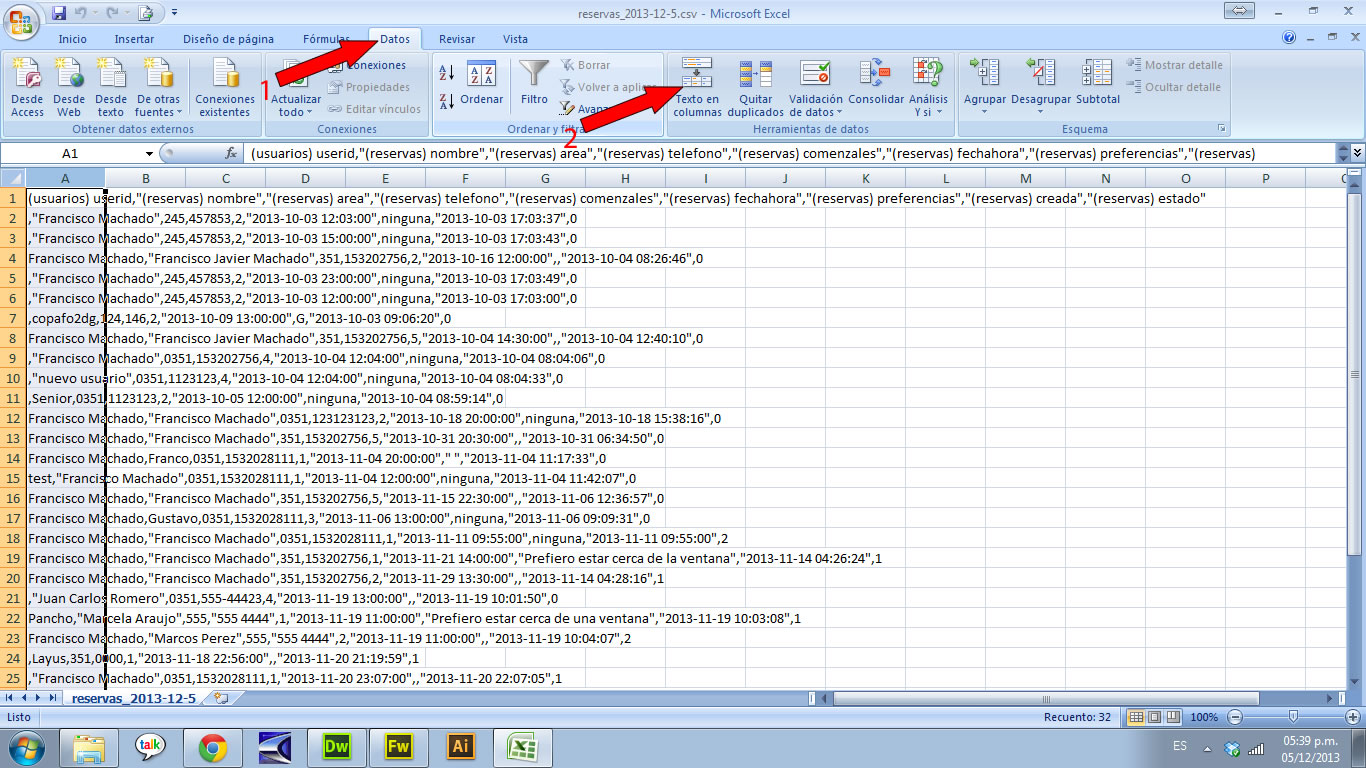 reservas_2013-12-5.csv - Microsoft Excel
Inicio Insertar Diseño de página Fórmulas Datos Revisar Vista
1
2
Desde Access
Desde Web
Desde texto
De otras fuentes
Conexiones existentes
Obtener datos externos
Actualizar todo
Conexiones
Propiedades
Editar vínculos
Conexiones
Ordenar
Filtro
Borrar
Volver a aplica
Ordenar y filtrar
Texto en columnas
Quitar duplicados
Validación de datos
Consolidar
Análisis Y si
Herramientas de datos
Agrupar
Desagrupar
Subtotal
Mostrar detalle
Ocultar detalle
Esquema
A1 fx (usuarios) userid,"(reservas) nombre","(reservas) area","(reservas) telefono","(reservas) comenzales","(reservas) fechahora","(reservas) preferencias","(reservas)
A B C D E F G H I J K L M N O P
1 (usuarios) userid,"(reservas) nombre","(reservas) area","(reservas) telefono","(reservas) comenzales","(reservas) fechahora","(reservas) preferencias","(reservas) creada","(reservas) estado"
2 ,"Francisco Machado",245,457853,2,"2013-10-03 12:03:00",ninguna,"2013-10-03 17:03:37",0
3 ,"Francisco Machado",245,457853,2,"2013-10-03 15:00:00",ninguna,"2013-10-03 17:03:43",0
4 Francisco Machado,"Francisco Javier Machado",351,153202756,2,"2013-10-16 12:00:00",,"2013-10-04 08:26:46",0
5 ,"Francisco Machado",245,457853,2,"2013-10-03 23:00:00",ninguna,"2013-10-03 17:03:49",0
6 ,"Francisco Machado",245,457853,2,"2013-10-03 12:00:00",ninguna,"2013-10-03 17:03:00",0
7 ,copafo2dg,124,146,2,"2013-10-09 13:00:00",G,"2013-10-03 09:06:20",0
8 Francisco Machado,"Francisco Javier Machado",351,153202756,5,"2013-10-04 14:30:00",,"2013-10-04 12:40:10",0
9 ,"Francisco Machado",0351,153202756,4,"2013-10-04 12:04:00",ninguna,"2013-10-04 08:04:06",0
10 ,"nuevo usuario",0351,1123123,4,"2013-10-04 12:04:00",ninguna,"2013-10-04 08:04:33",0
11 ,Senior,0351,1123123,2,"2013-10-05 12:00:00",ninguna,"2013-10-04 08:59:14",0
12 Francisco Machado,"Francisco Machado",0351,123123123,2,"2013-10-18 20:00:00",ninguna,"2013-10-18 15:38:16",0
13 Francisco Machado,"Francisco Machado",351,153202756,5,"2013-10-31 20:30:00",,"2013-10-31 06:34:50",0
14 Francisco Machado,Franco,0351,1532028111,1,"2013-11-04 20:00:00"," ","2013-11-04 11:17:33",0
15 test,"Francisco Machado",0351,1532028111,1,"2013-11-04 12:00:00",ninguna,"2013-11-04 11:42:07",0
16 Francisco Machado,"Francisco Machado",351,153202756,5,"2013-11-15 22:30:00",,"2013-11-06 12:36:57",0
17 Francisco Machado,Gustavo,0351,1532028111,3,"2013-11-06 13:00:00",ninguna,"2013-11-06 09:09:31",0
18 Francisco Machado,"Francisco Machado",0351,1532028111,1,"2013-11-11 09:55:00",ninguna,"2013-11-11 09:55:00",2
19 Francisco Machado,"Francisco Machado",351,153202756,1,"2013-11-21 14:00:00","Prefiero estar cerca de la ventana","2013-11-14 04:26:24",1
20 Francisco Machado,"Francisco Machado",351,153202756,2,"2013-11-29 13:30:00",,"2013-11-14 04:28:16",1
21 ,"Juan Carlos Romero",0351,555-44423,4,"2013-11-19 13:00:00",,"2013-11-19 10:01:50",0
22 Pancho,"Marcela Araujo",555,"555 4444",1,"2013-11-19 11:00:00","Prefiero estar cerca de una ventana","2013-11-19 10:03:08",1
23 Francisco Machado,"Marcos Perez",555,"555 4444",2,"2013-11-19 11:00:00",,"2013-11-19 10:04:07",2
24 ,Layus,351,0000,1,"2013-11-18 22:56:00",,"2013-11-20 21:19:59",1
25 ,"Francisco Machado",0351,1532028111,1,"2013-11-20 23:07:00",,"2013-11-20 22:07:05",1
reservas_2013-12-5
Listo Recuento: 32 100%
talk Dw Fw Ai ES 05:39 p.m.
05/12/2013